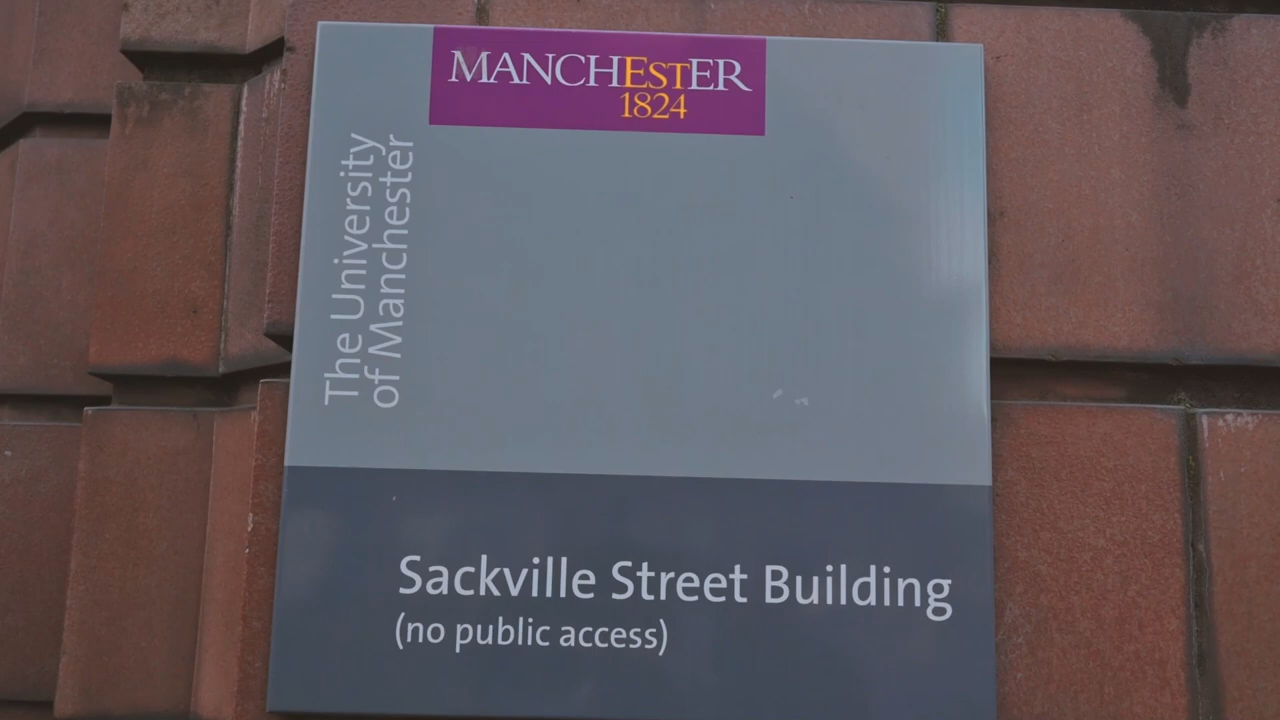 MANCHESTER
1824
The University
of Manchester
Sackville Street Building
(no public access)